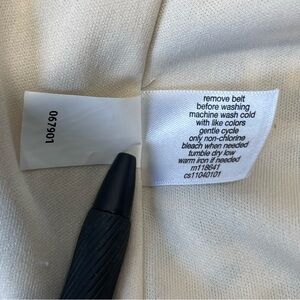 067901
remove belt
before washing
machine wash cold
with like colors
gentle cycle
only non-chlorine
bleach when needed
tumble dry low
warm iron if needed
m118641
cs11040101